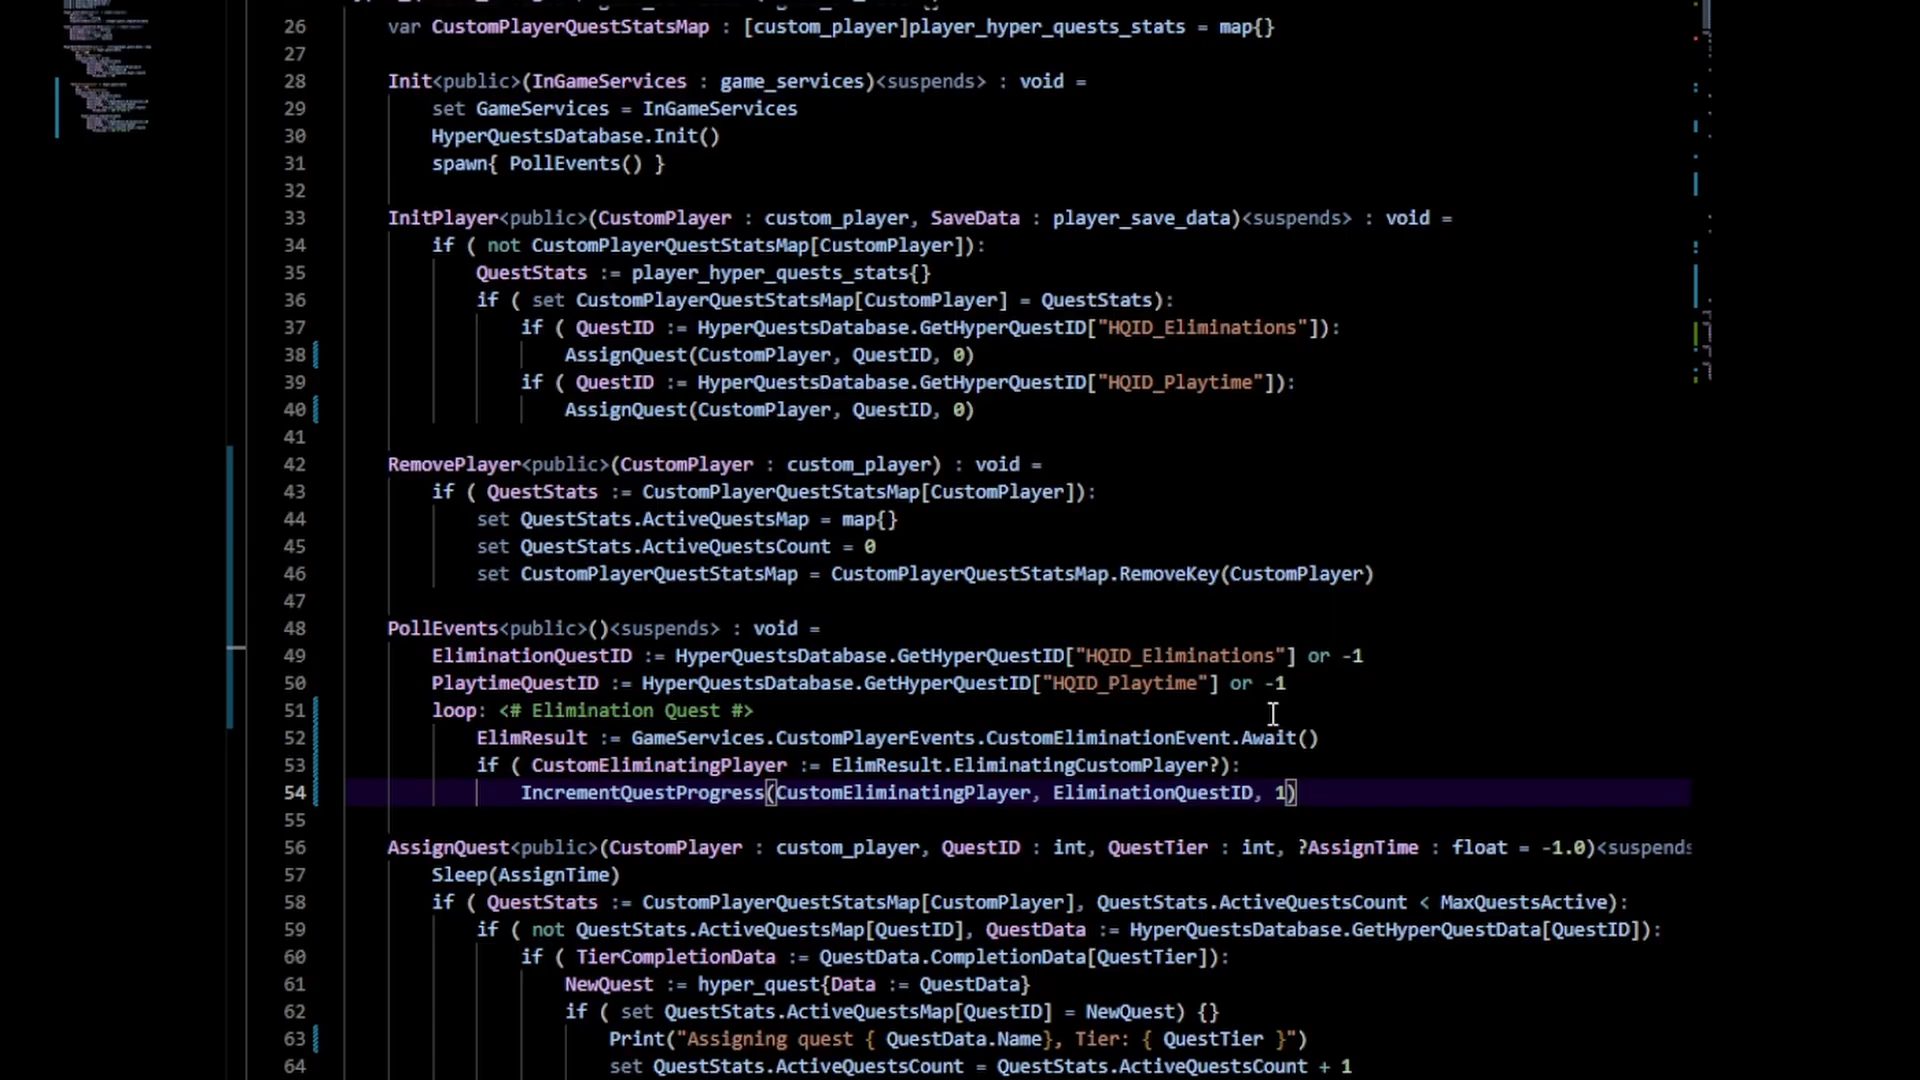 26 var CustomPlayerQuestStatsMap : [custom_player]player_hyper_quests_stats = map{}
27
28 Init<public>(InGameServices : game_services)<suspends> : void =
29 set GameServices = InGameServices
30 HyperQuestsDatabase.Init()
31 spawn{ PollEvents() }
32
33 InitPlayer<public>(CustomPlayer : custom_player, SaveData : player_save_data)<suspends> : void =
34 if ( not CustomPlayerQuestStatsMap[CustomPlayer]):
35 QuestStats := player_hyper_quests_stats{}
36 if ( set CustomPlayerQuestStatsMap[CustomPlayer] = QuestStats):
37 if ( QuestID := HyperQuestsDatabase.GetHyperQuestID["HQID_Eliminations"]):
38 AssignQuest(CustomPlayer, QuestID, 0)
39 if ( QuestID := HyperQuestsDatabase.GetHyperQuestID["HQID_Playtime"]):
40 AssignQuest(CustomPlayer, QuestID, 0)
41
42 RemovePlayer<public>(CustomPlayer : custom_player) : void =
43 if ( QuestStats := CustomPlayerQuestStatsMap[CustomPlayer]):
44 set QuestStats.ActiveQuestsMap = map{}
45 set QuestStats.ActiveQuestsCount = 0
46 set CustomPlayerQuestStatsMap = CustomPlayerQuestStatsMap.RemoveKey(CustomPlayer)
47
48 PollEvents<public>()<suspends> : void =
49 EliminationQuestID := HyperQuestsDatabase.GetHyperQuestID["HQID_Eliminations"] or -1
50 PlaytimeQuestID := HyperQuestsDatabase.GetHyperQuestID["HQID_Playtime"] or -1
51 loop: <# Elimination Quest #>
52 ElimResult := GameServices.CustomPlayerEvents.CustomEliminationEvent.Await()
53 if ( CustomEliminatingPlayer := ElimResult.EliminatingCustomPlayer?):
54 IncrementQuestProgress(CustomEliminatingPlayer, EliminationQuestID, 1)
55
56 AssignQuest<public>(CustomPlayer : custom_player, QuestID : int, QuestTier : int, ?AssignTime : float = -1.0)<suspends
57 Sleep(AssignTime)
58 if ( QuestStats := CustomPlayerQuestStatsMap[CustomPlayer], QuestStats.ActiveQuestsCount < MaxQuestsActive):
59 if ( not QuestStats.ActiveQuestsMap[QuestID], QuestData := HyperQuestsDatabase.GetHyperQuestData[QuestID]):
60 if ( TierCompletionData := QuestData.CompletionData[QuestTier]):
61 NewQuest := hyper_quest{Data := QuestData}
62 if ( set QuestStats.ActiveQuestsMap[QuestID] = NewQuest) {}
63 Print("Assigning quest { QuestData.Name}, Tier: { QuestTier }")
64 set QuestStats.ActiveQuestsCount = QuestStats.ActiveQuestsCount + 1